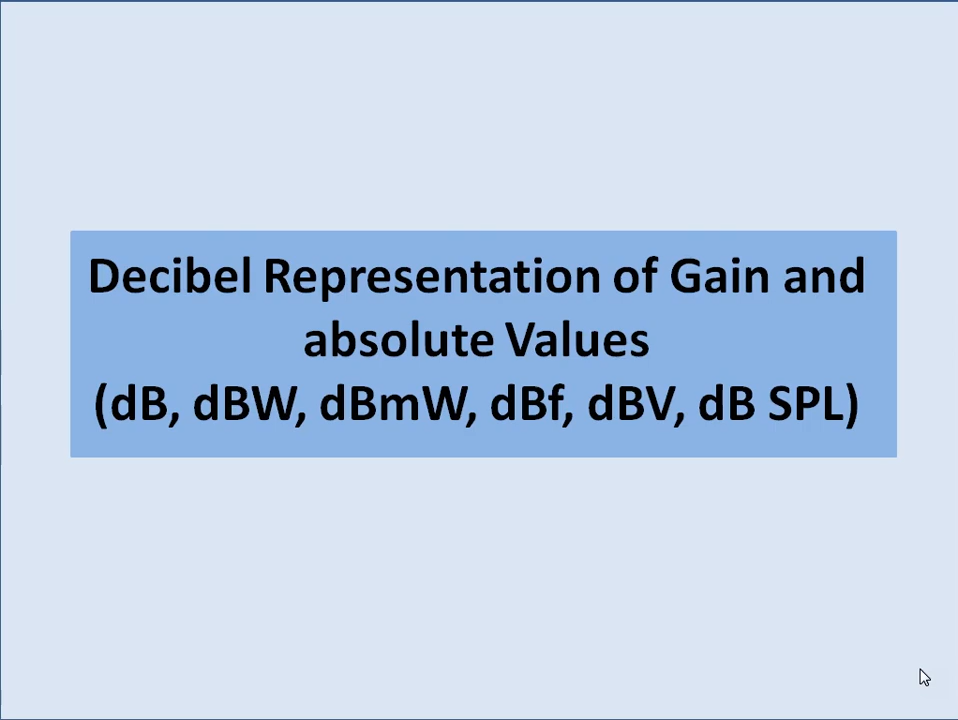 Decibel Representation of Gain and
absolute Values
(dB, dBW, dBmW, dBf, dBV, dB SPL)